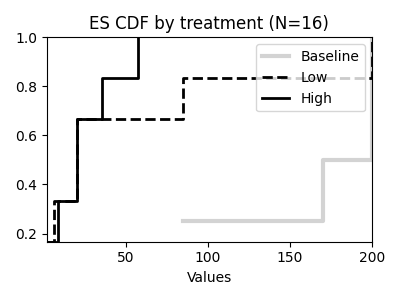 ES CDF by treatment (N=16)
1.0
0.8
0.6
0.4
0.2
Baseline
Low
High
50 100 150 200
Values